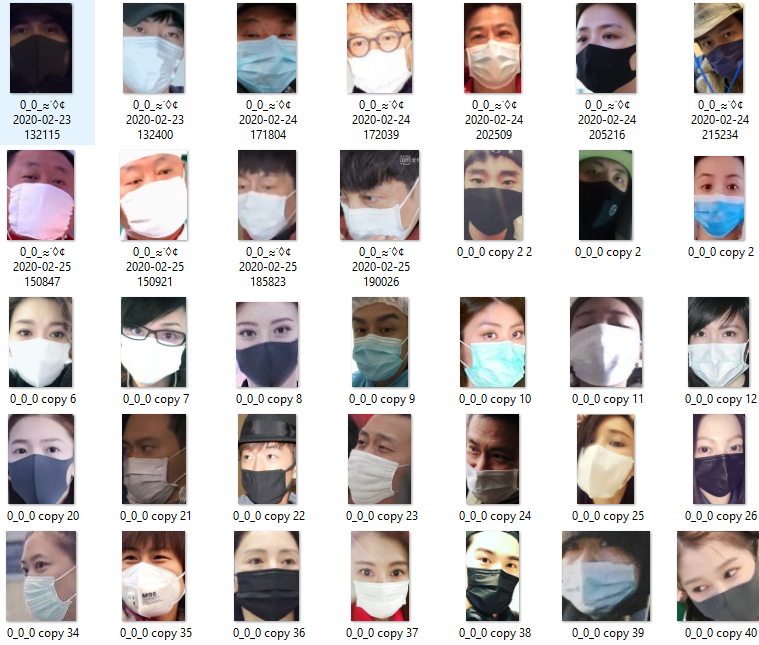 0_0_≈¨◊¢ 2020-02-23 132115
0_0_≈¨◊¢ 2020-02-23 132400
0_0_≈¨◊¢ 2020-02-24 171804
0_0_≈¨◊¢ 2020-02-24 172039
0_0_≈¨◊¢ 2020-02-24 202509
0_0_≈¨◊¢ 2020-02-24 205216
0_0_≈¨◊¢ 2020-02-24 215234
0_0_≈¨◊¢ 2020-02-25 150847
0_0_≈¨◊¢ 2020-02-25 150921
0_0_≈¨◊¢ 2020-02-25 185823
0_0_≈¨◊¢ 2020-02-25 190026
0_0_0 copy 2 2
0_0_0 copy 2
0_0_0 copy 2
0_0_0 copy 6
0_0_0 copy 7
0_0_0 copy 8
0_0_0 copy 9
0_0_0 copy 10
0_0_0 copy 11
0_0_0 copy 12
0_0_0 copy 20
0_0_0 copy 21
0_0_0 copy 22
0_0_0 copy 23
0_0_0 copy 24
0_0_0 copy 25
0_0_0 copy 26
0_0_0 copy 34
M95
0_0_0 copy 35
0_0_0 copy 36
0_0_0 copy 37
0_0_0 copy 38
0_0_0 copy 39
0_0_0 copy 40